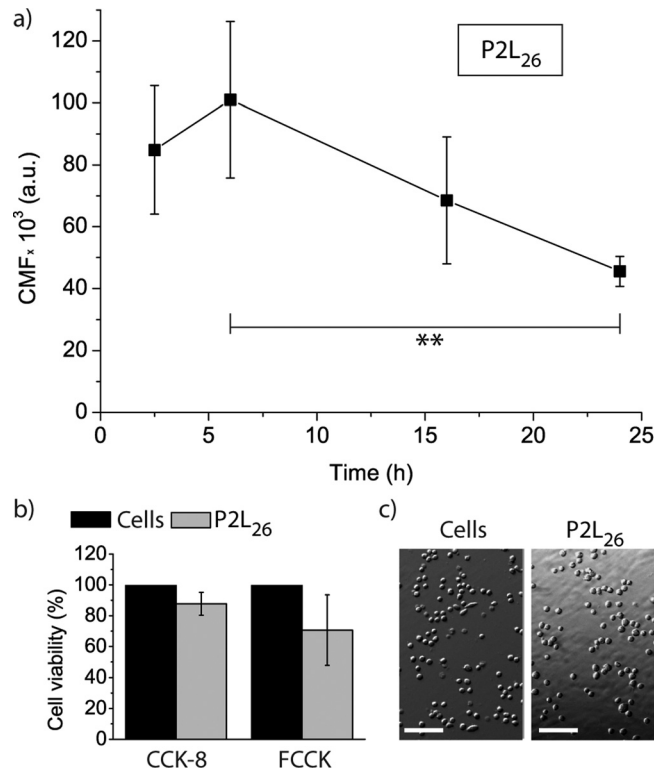 a)
P2L26
120
100
80
60
40
20
0
CMFx 10³ (a.u.)
**
0 5 10 15 20 25
Time (h)
b)
Cells P2L26
120
100
80
60
40
20
0
Cell viability (%)
CCK-8 FCCK
c)
Cells P2L26